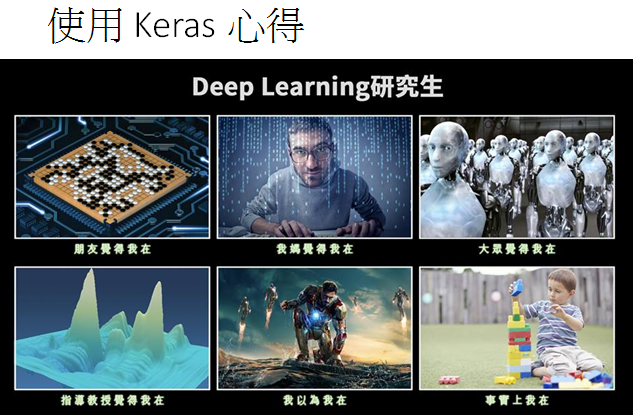 使用 Keras 心得
Deep Learning研究生
朋友覺得我在
我媽覺得我在
大眾覺得我在
指導教授覺得我在
我以為我在
事實上我在